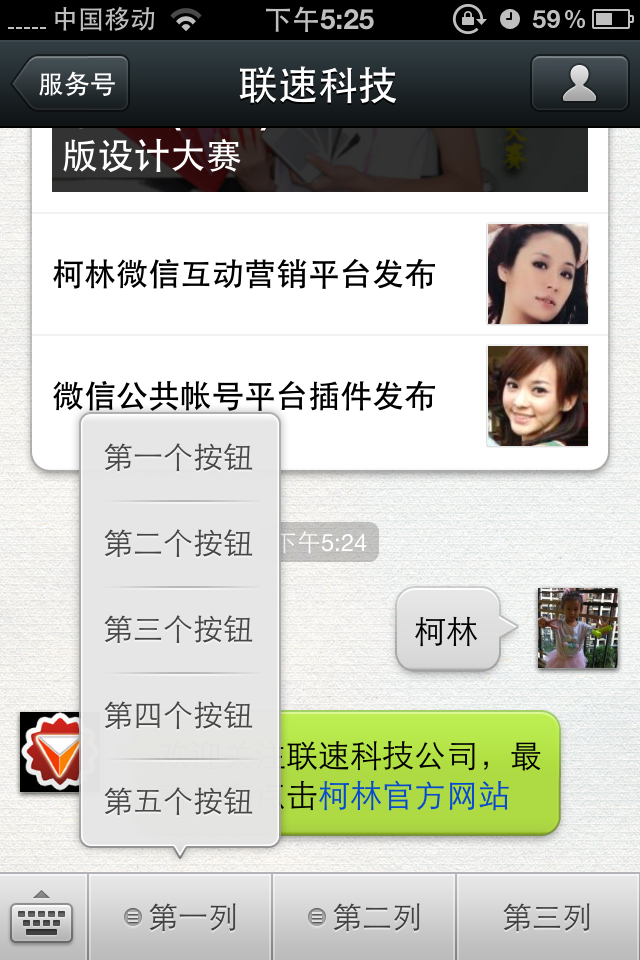 中国移动 下午5:25 59%
服务号 联速科技
版设计大赛
柯林微信互动营销平台发布
微信公共帐号平台插件发布
第一个按钮
第二个按钮
下午5:24
第三个按钮
柯林
第四个按钮
联速科技公司，最
第五个按钮
点击柯林官方网站
第一列 第二列 第三列